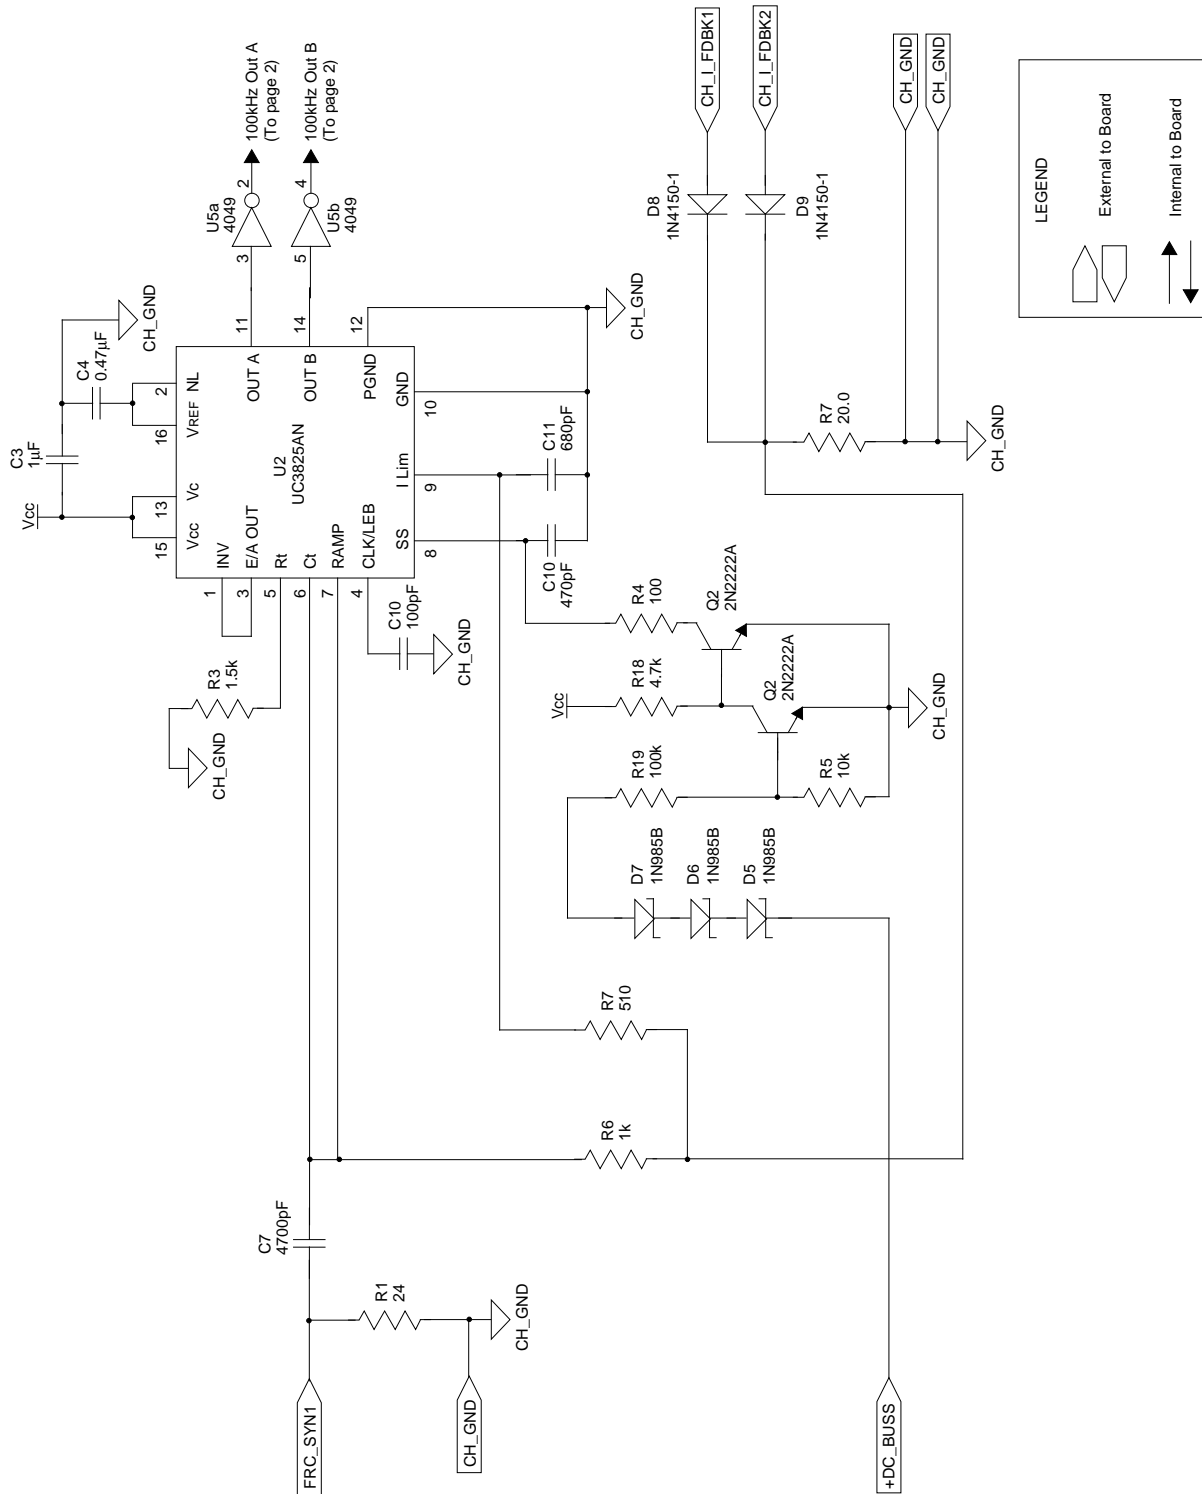 FRC_SYN1
CH_GND
+DC_BUSS
R1
24
CH_GND
C7
4700pF
R6
1k
R7
510
CH_GND
R3
1.5k
1
3
5
6
7
4
INV
E/A OUT
Rt
Ct
RAMP
CLK/LEB
C10
100pF
CH_GND
Vcc
C3
1µF
C4
0.47µF
CH_GND
15
13
16
2
Vcc
Vc
VREF
NL
U2
UC3825AN
SS
I Lim
GND
PGND
OUT A
OUT B
8
9
10
12
11
14
C10
470pF
C11
680pF
CH_GND
3
U5a
4049
2
100kHz Out A
(To page 2)
5
U5b
4049
4
100kHz Out B
(To page 2)
D7
1N985B
D6
1N985B
D5
1N985B
R19
100k
R5
10k
Vcc
R18
4.7k
R4
100
Q2
2N2222A
Q2
2N2222A
CH_GND
R7
20.0
CH_GND
D8
1N4150-1
D9
1N4150-1
CH_I_FDBK1
CH_I_FDBK2
CH_GND
CH_GND
LEGEND
External to Board
Internal to Board